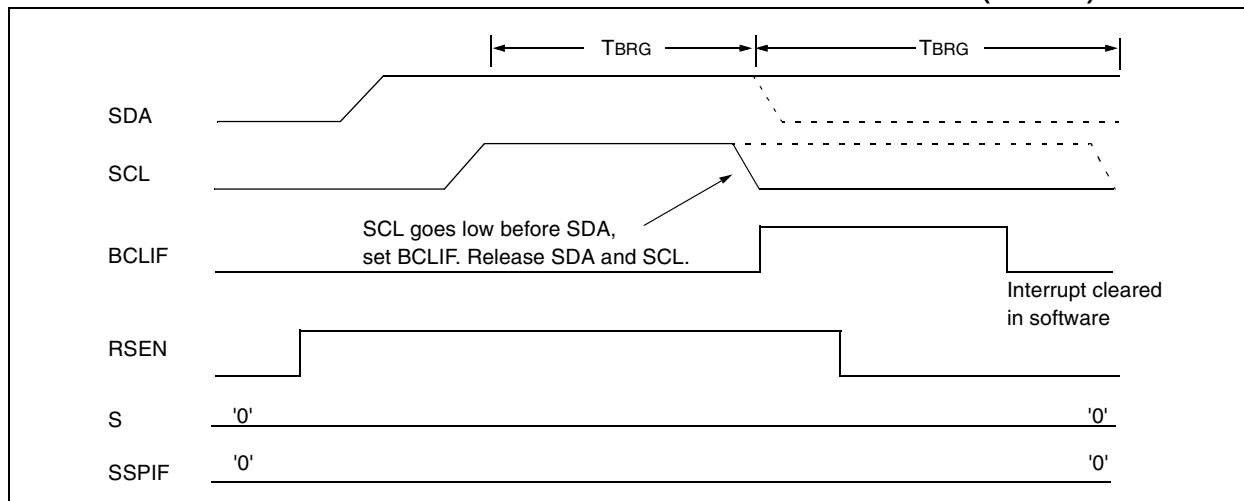 TBRG TBRG
SDA
SCL
SCL goes low before SDA,
set BCLIF. Release SDA and SCL.
BCLIF
Interrupt cleared
in software
RSEN
S '0' '0'
SSPIF '0' '0'